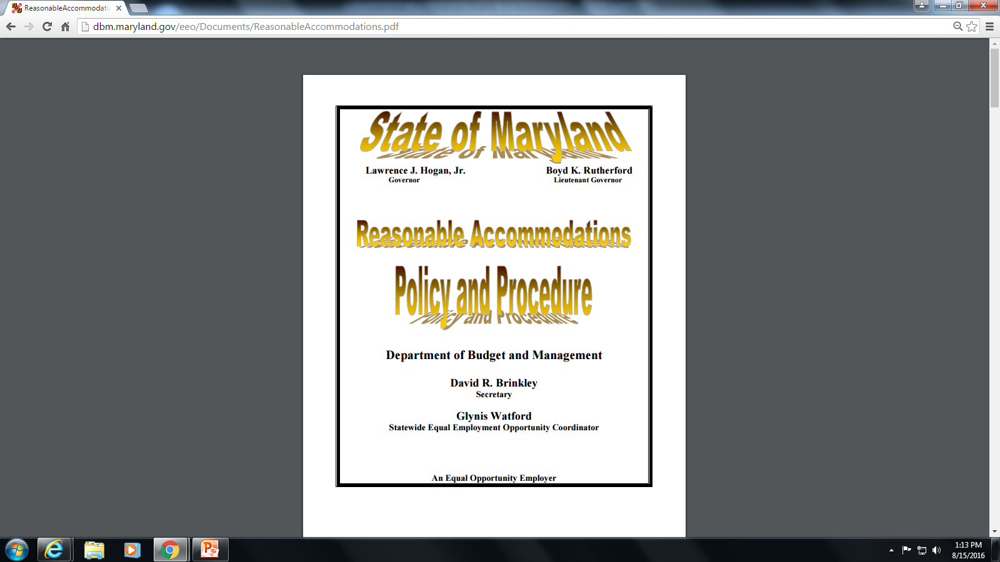 ReasonableAccommodatio
dbm.maryland.gov/eeo/Documents/ReasonableAccommodations.pdf
State of Maryland
Lawrence J. Hogan, Jr.
Governor
Boyd K. Rutherford
Lieutenant Governor
Reasonable Accommodations
Policy and Procedure
Department of Budget and Management
David R. Brinkley
Secretary
Glynis Watford
Statewide Equal Employment Opportunity Coordinator
An Equal Opportunity Employer
1:13 PM
8/15/2016